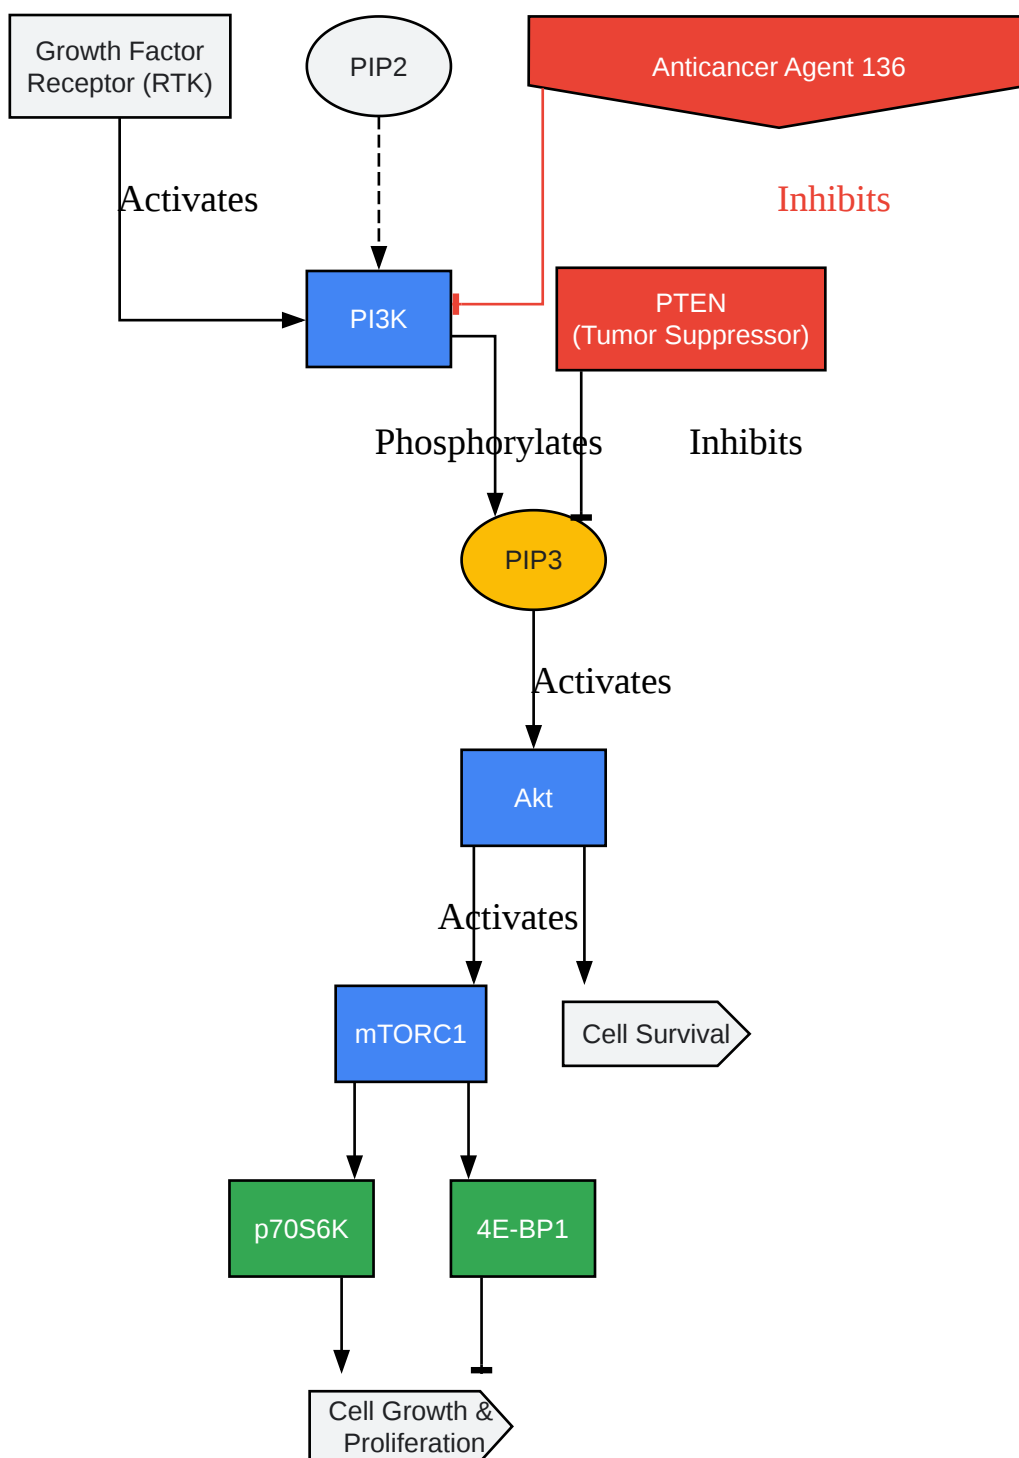 Growth Factor
Receptor (RTK)
PIP2
Anticancer Agent 136
Activates
Inhibits
PI3K
PTEN
(Tumor Suppressor)
Phosphorylates
Inhibits
PIP3
Activates
Akt
Activates
mTORC1
Cell Survival
p70S6K
4E-BP1
Cell Growth &
Proliferation